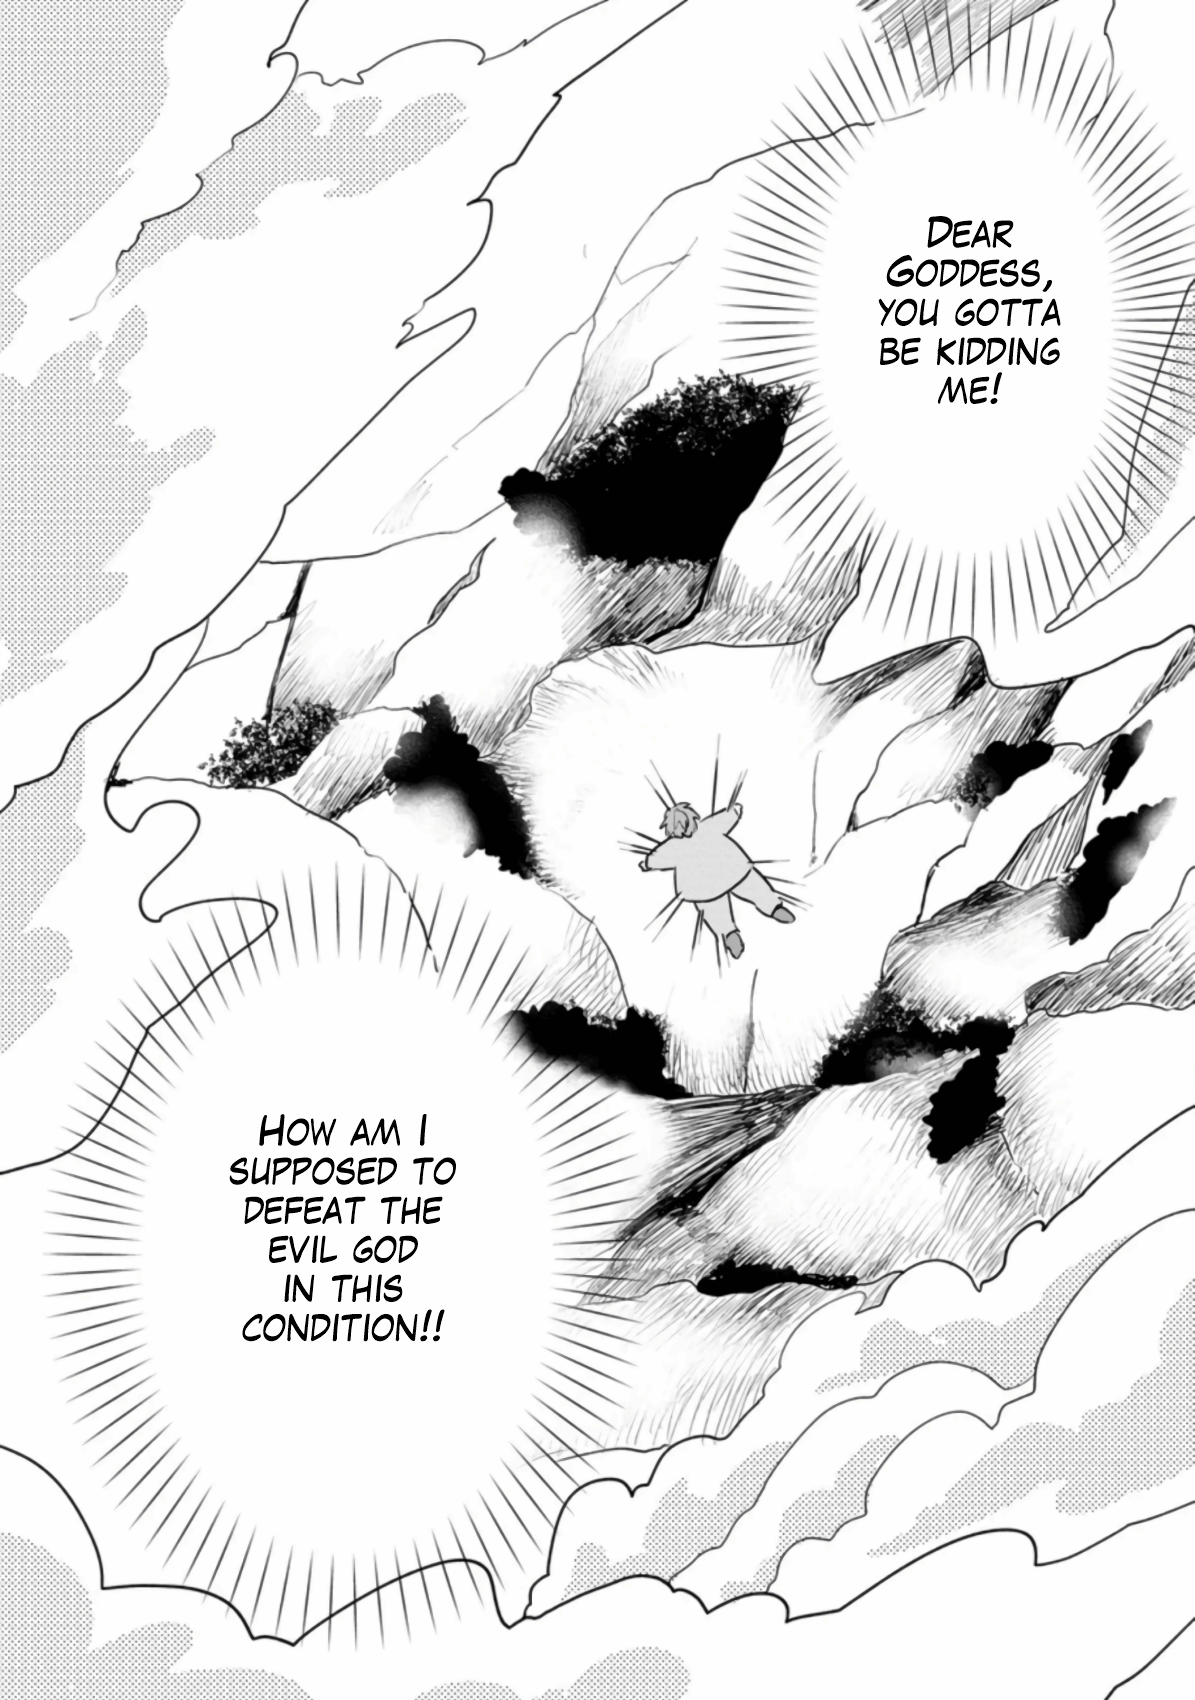 DEAR
GODDESS,
YOU GOTTA
BE KIDDING
ME!
HOW AM I
SUPPOSED TO
DEFEAT THE
EVIL GOD
IN THIS
CONDITION!!